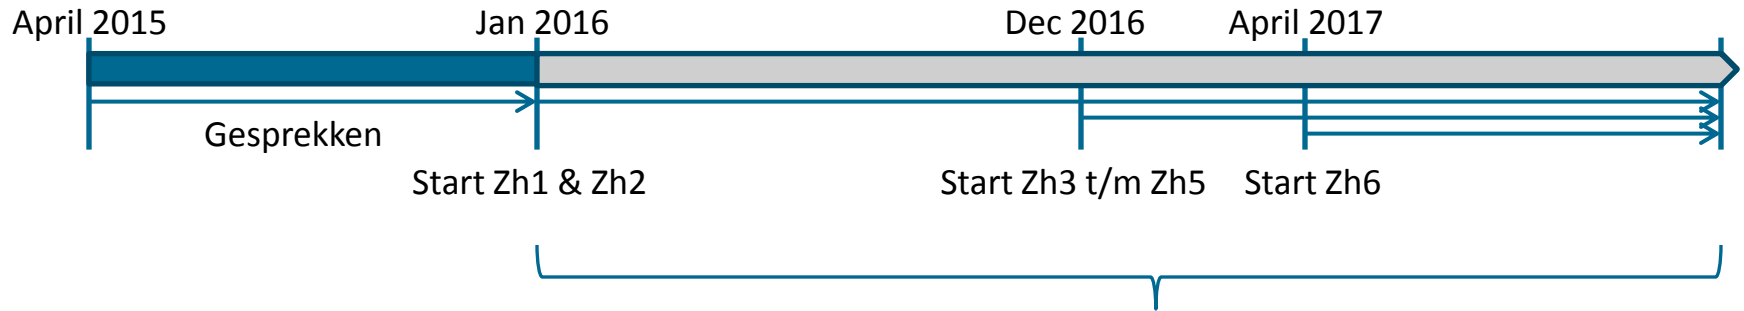 April 2015
Jan 2016
Dec 2016
April 2017
Gesprekken
Start Zh1 & Zh2
Start Zh3 t/m Zh5
Start Zh6